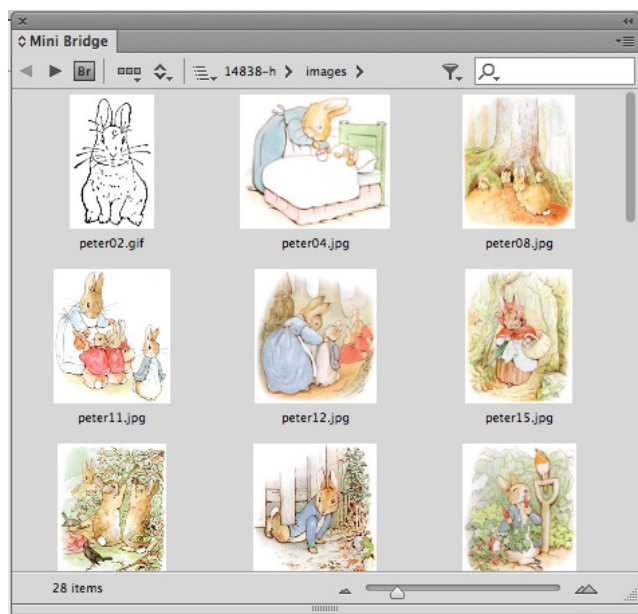 Mini Bridge
Br 14838-h images
peter02.gif peter04.jpg peter08.jpg
peter11.jpg peter12.jpg peter15.jpg
28 items